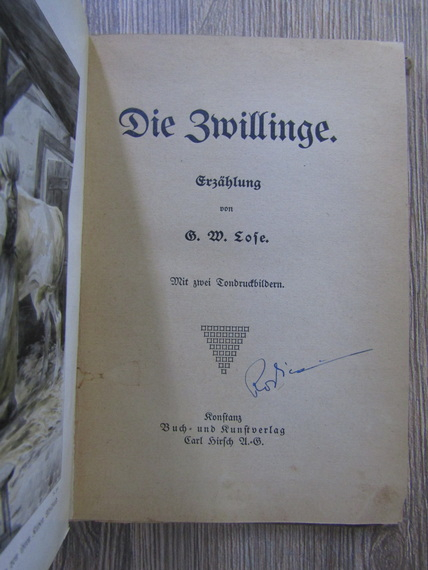 Die Zwillinge.
Erzählung
von
G. W. Lose.
Mit zwei Tondruckbildern.
Konstanz
Buch- und Kunstverlag
Carl Hirsch A.-G.